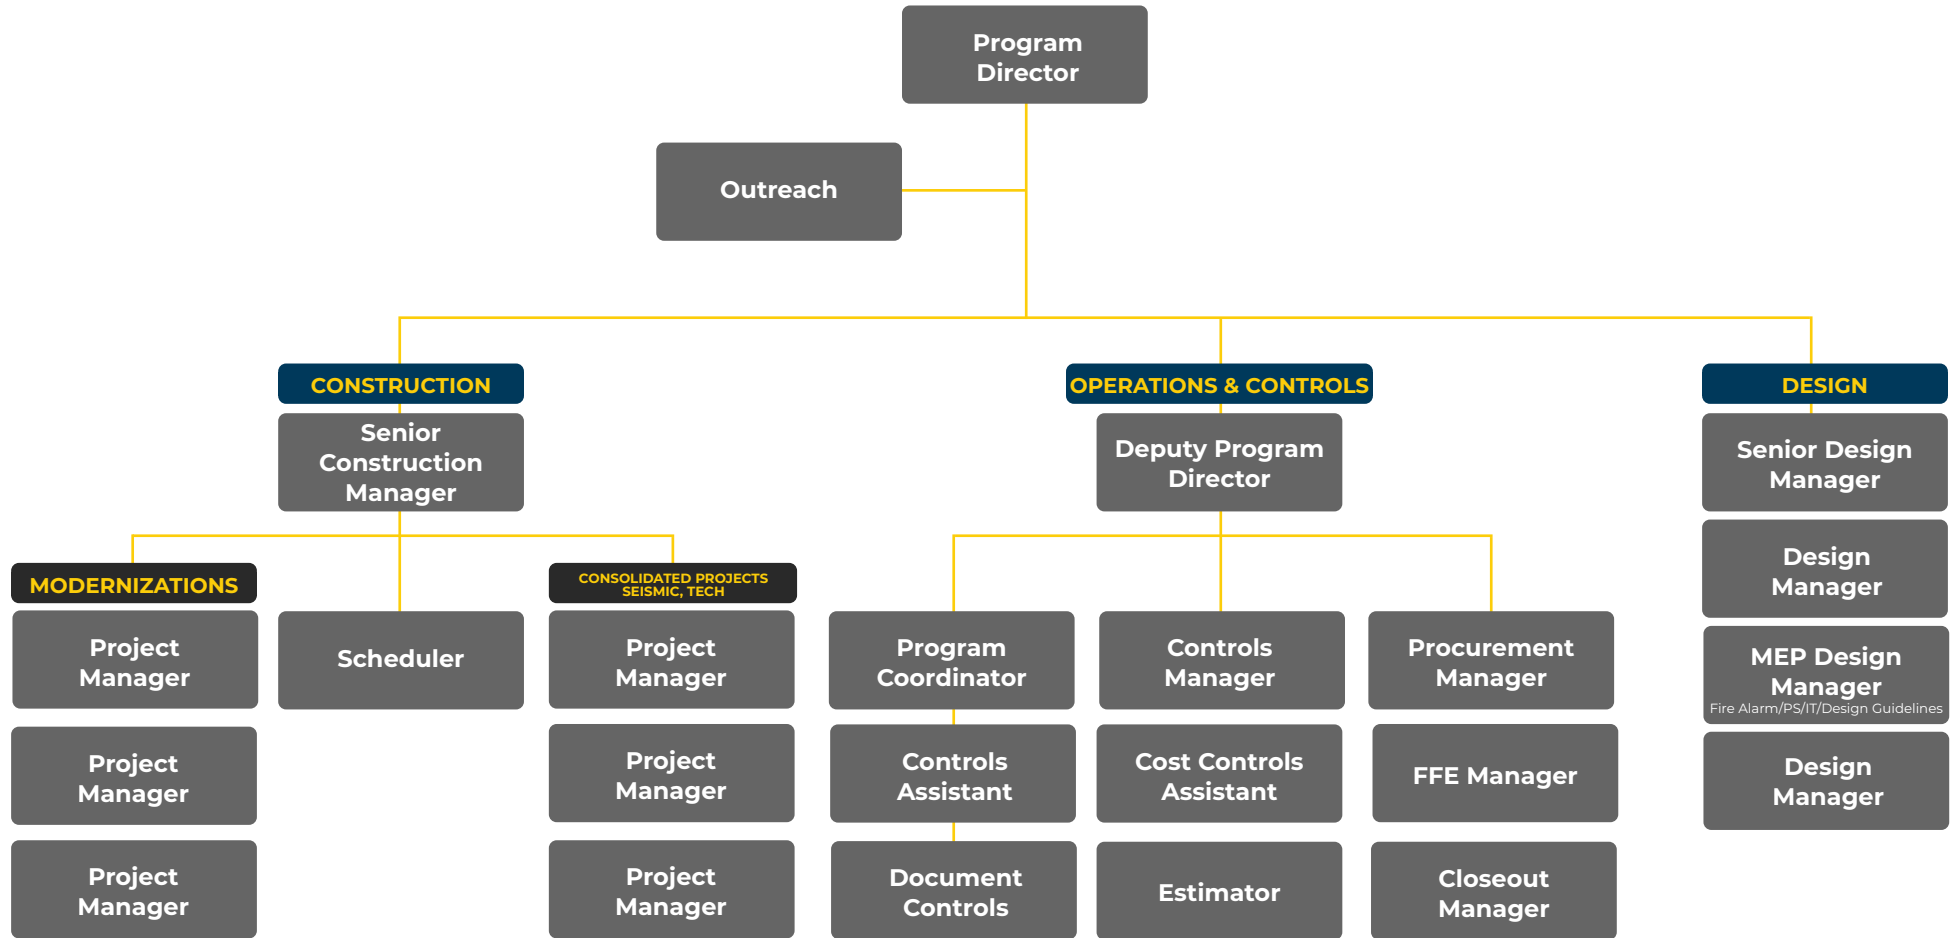 Program
Director
Outreach
CONSTRUCTION
OPERATIONS & CONTROLS
DESIGN
Senior
Construction
Manager
Deputy Program
Director
Senior Design
Manager
Design
Manager
MODERNIZATIONS
CONSOLIDATED PROJECTS
SEISMIC, TECH
Project
Manager
Scheduler
Project
Manager
Program
Coordinator
Controls
Manager
Procurement
Manager
MEP Design
Manager
Fire Alarm/PS/IT/Design Guidelines
Project
Manager
Project
Manager
Controls
Assistant
Cost Controls
Assistant
FFE Manager
Design
Manager
Project
Manager
Project
Manager
Document
Controls
Estimator
Closeout
Manager